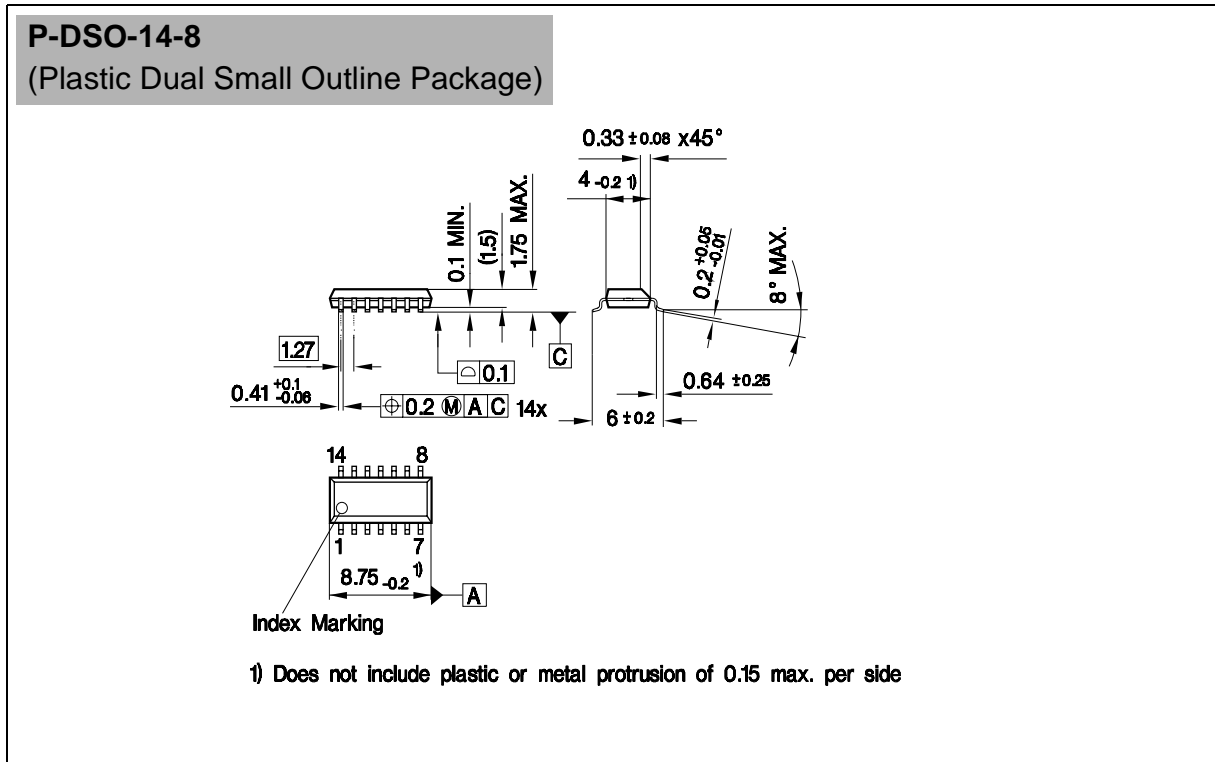 P-DSO-14-8
(Plastic Dual Small Outline Package)
0.33 ±0.08 x45°
4 -0.2 1)
0.1 MIN.
(1.5)
1.75 MAX.
0.2 +0.05 -0.01
8° MAX.
C
1.27
0.1
0.64 ±0.25
0.41 +0.1 -0.06
⌖ 0.2 Ⓜ A C 14x
6 ±0.2
14 8
1 7
8.75 -0.2 1)
A
Index Marking
1) Does not include plastic or metal protrusion of 0.15 max. per side